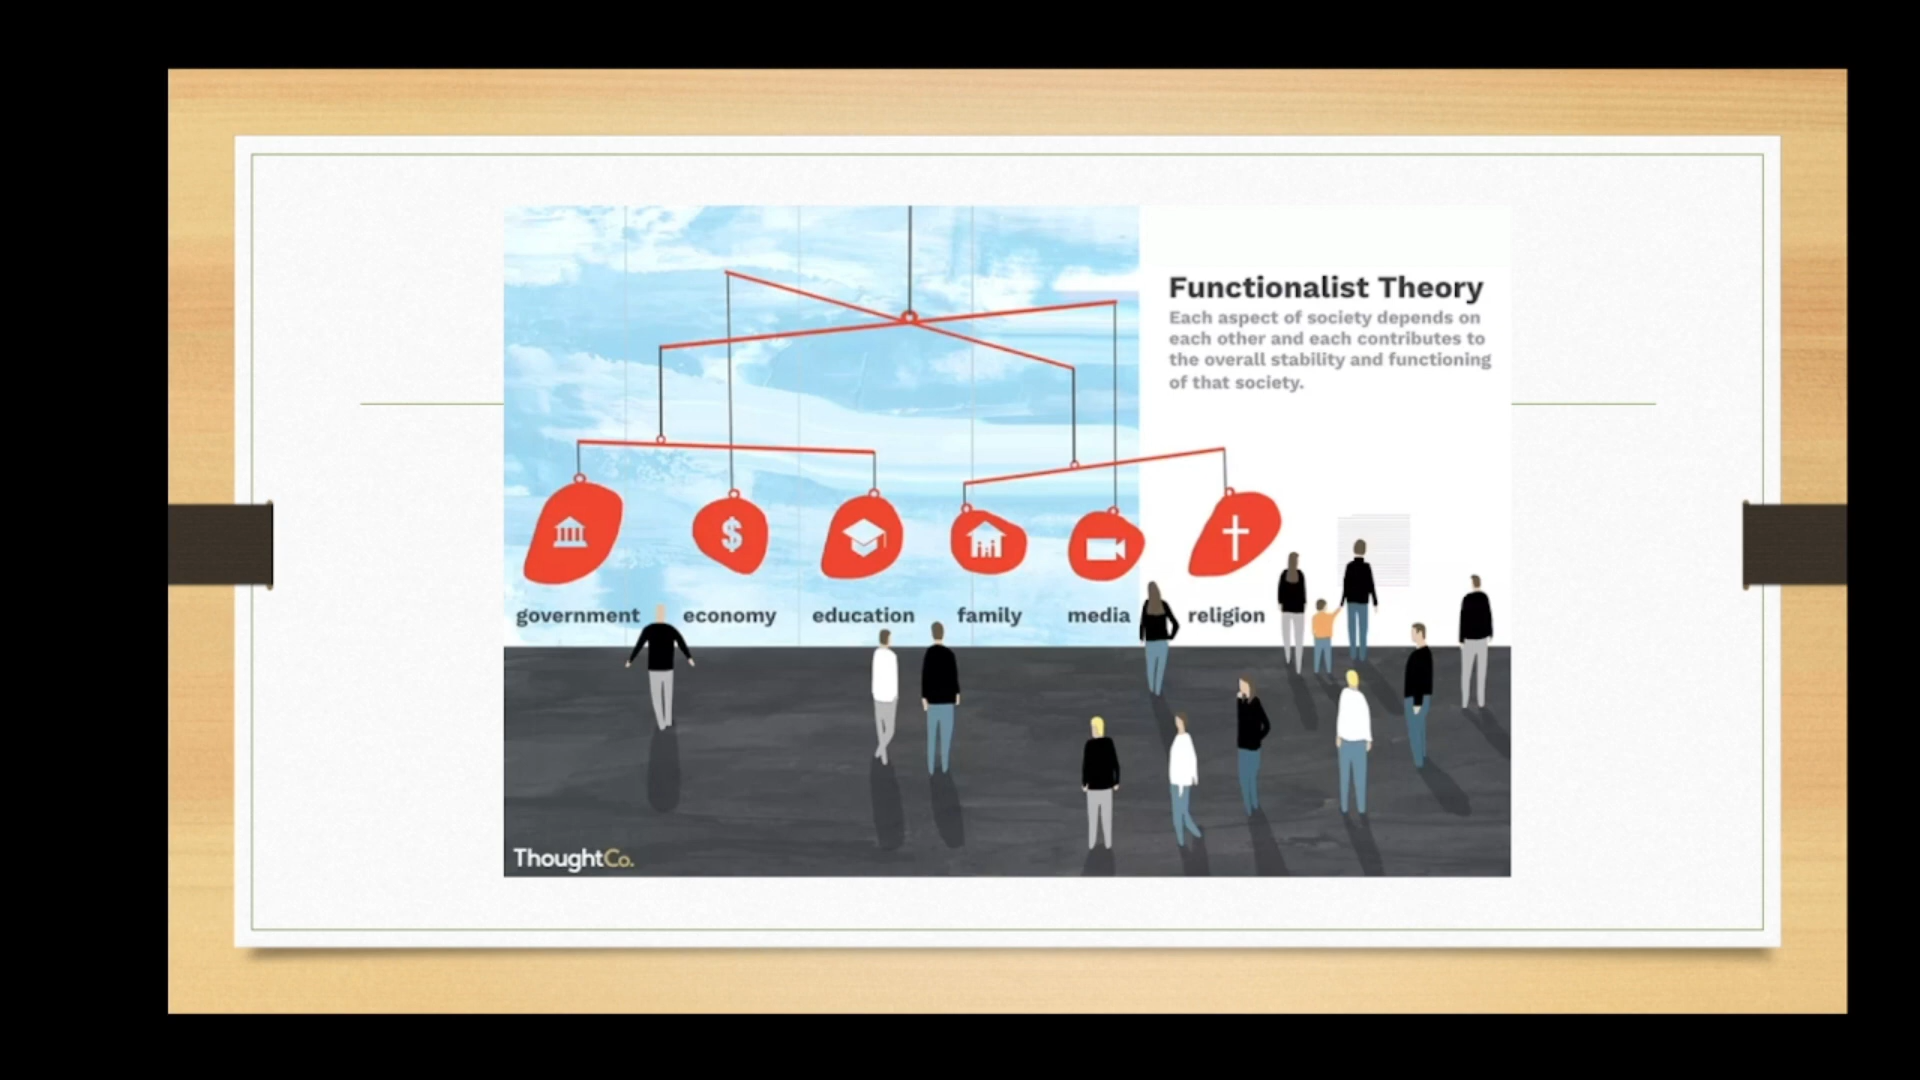 Functionalist Theory
Each aspect of society depends on
each other and each contributes to
the overall stability and functioning
of that society.
$
government economy education family media religion
ThoughtCo.